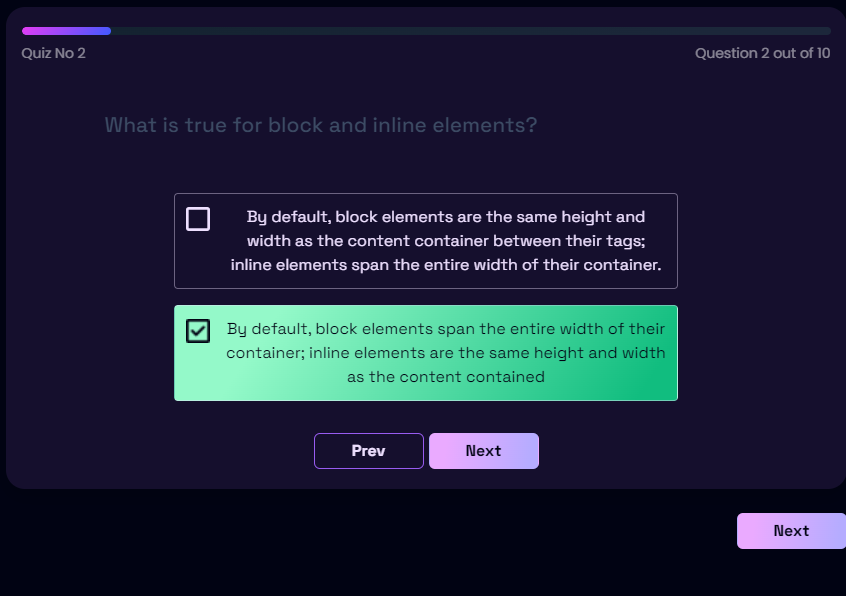 Quiz No 2
Question 2 out of 10
What is true for block and inline elements?
By default, block elements are the same height and
width as the content container between their tags;
inline elements span the entire width of their container.
By default, block elements span the entire width of their
container; inline elements are the same height and width
as the content contained
Prev
Next
Next